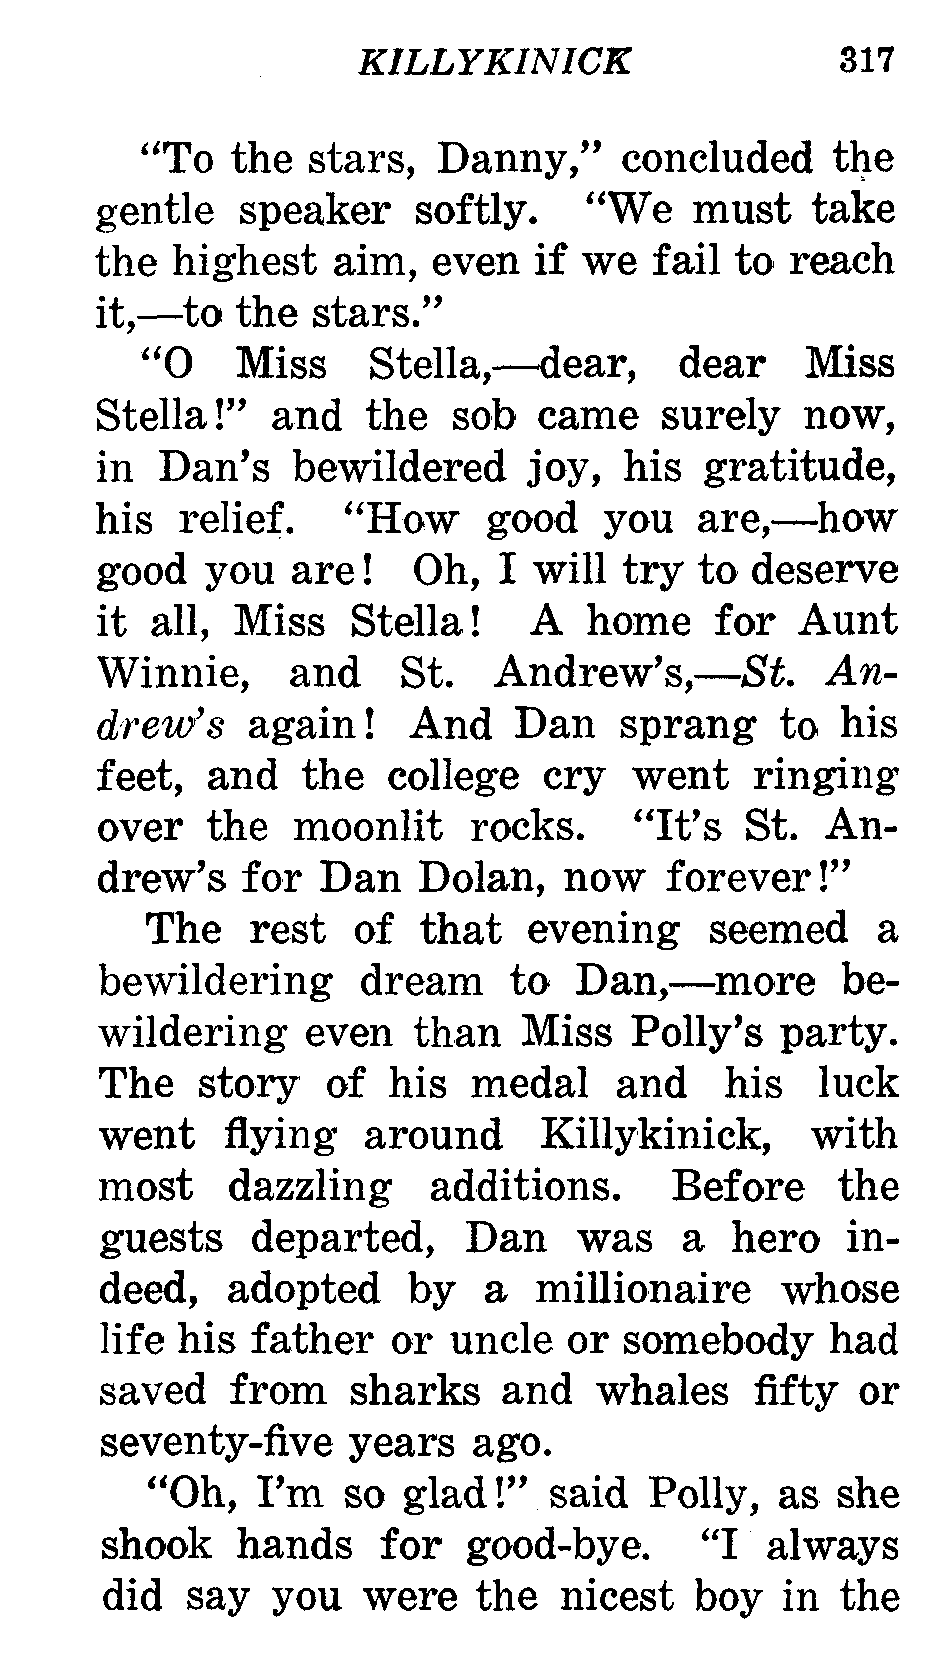 KILLYKINICK 317
“To the stars, Danny,” concluded the
gentle speaker softly. “We must take
the highest aim, even if we fail to reach
it,—to the stars.”
“O Miss Stella,—dear, dear Miss
Stella!” and the sob came surely now,
in Dan’s bewildered joy, his gratitude,
his relief. “How good you are,—how
good you are! Oh, I will try to deserve
it all, Miss Stella! A home for Aunt
Winnie, and St. Andrew’s,—St. An-
drew’s again! And Dan sprang to his
feet, and the college cry went ringing
over the moonlit rocks. “It’s St. An-
drew’s for Dan Dolan, now forever!”
The rest of that evening seemed a
bewildering dream to Dan,—more be-
wildering even than Miss Polly’s party.
The story of his medal and his luck
went flying around Killykinick, with
most dazzling additions. Before the
guests departed, Dan was a hero in-
deed, adopted by a millionaire whose
life his father or uncle or somebody had
saved from sharks and whales fifty or
seventy-five years ago.
“Oh, I’m so glad!” said Polly, as she
shook hands for good-bye. “I always
did say you were the nicest boy in the